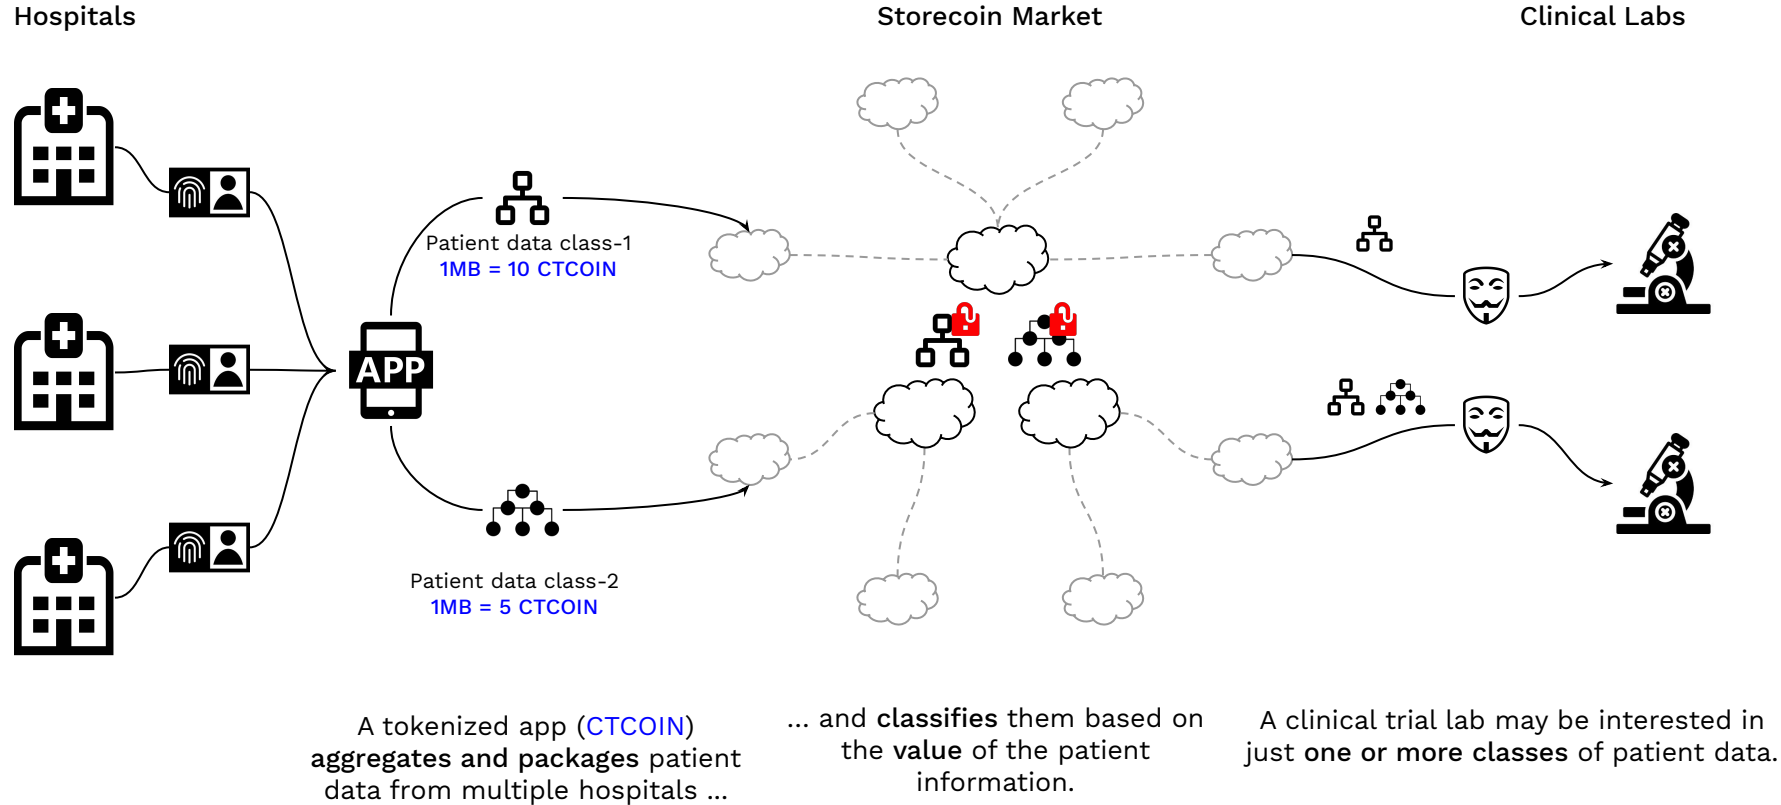 Hospitals
Storecoin Market
Clinical Labs
Patient data class-1
1MB = 10 CTCOIN
APP
Patient data class-2
1MB = 5 CTCOIN
A tokenized app (CTCOIN)
aggregates and packages patient
data from multiple hospitals ...
... and classifies them based on
the value of the patient
information.
A clinical trial lab may be interested in
just one or more classes of patient data.